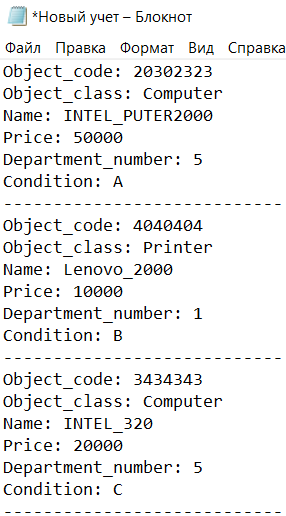 *Новый учет – Блокнот
Файл Правка Формат Вид Справка
Object_code: 20302323
Object_class: Computer
Name: INTEL_PUTER2000
Price: 50000
Department_number: 5
Condition: A
----------------------------
Object_code: 4040404
Object_class: Printer
Name: Lenovo_2000
Price: 10000
Department_number: 1
Condition: B
----------------------------
Object_code: 3434343
Object_class: Computer
Name: INTEL_320
Price: 20000
Department_number: 5
Condition: C
----------------------------